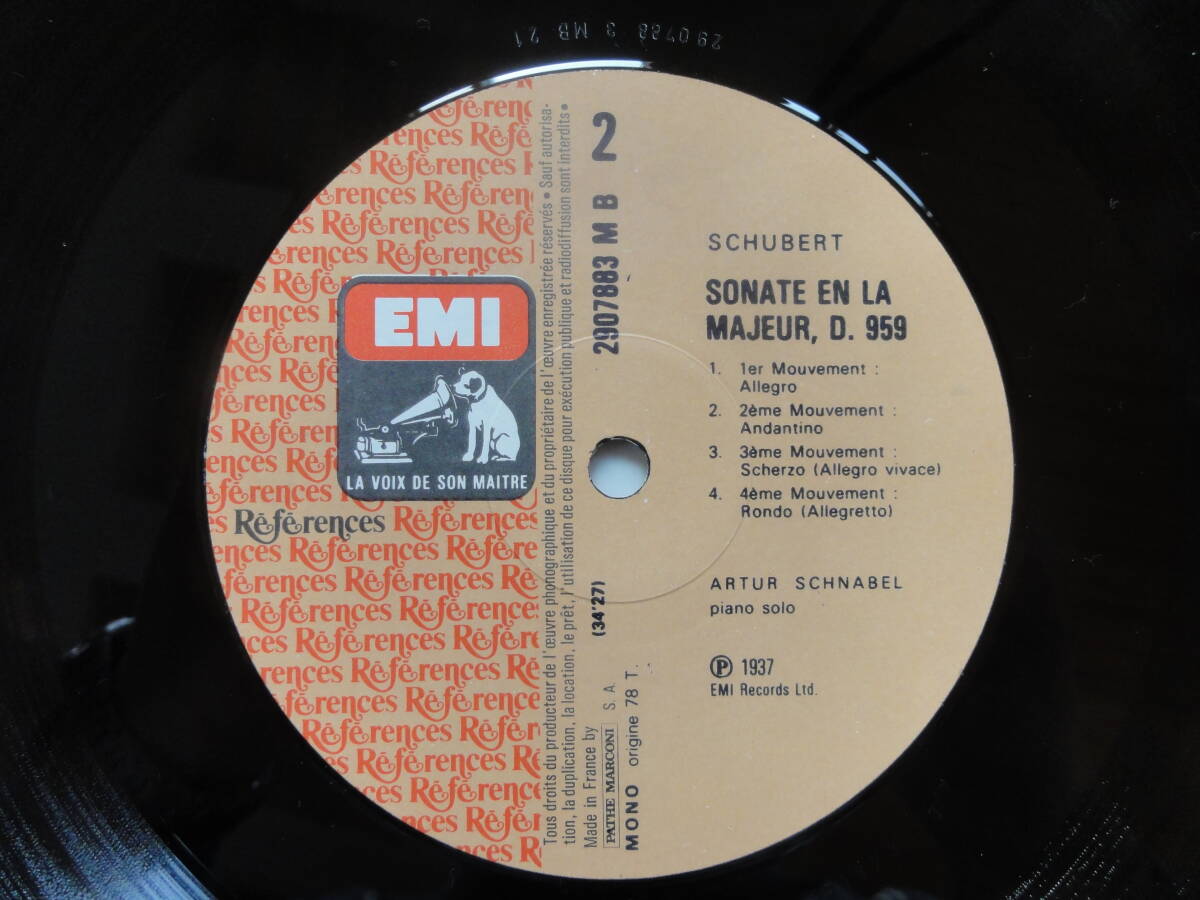 290788 3 MB 21
Références
EMI
LA VOIX DE SON MAITRE
Références
Tous droits du producteur de l'œuvre phonographique et du propriétaire de l'œuvre enregistrée réservés • Sauf autorisa-
tion, la duplication, la location, le prêt, l'utilisation de ce disque pour exécution publique et radiodiffusion sont interdits •
Made in France by
PATHE MARCONI S. A.
MONO origine 78 T.
(34'27)
2907883 M B
2
SCHUBERT
SONATE EN LA
MAJEUR, D. 959
1. 1er Mouvement :
Allegro
2. 2ème Mouvement :
Andantino
3. 3ème Mouvement :
Scherzo (Allegro vivace)
4. 4ème Mouvement :
Rondo (Allegretto)
ARTUR SCHNABEL
piano solo
Ⓟ 1937
EMI Records Ltd.